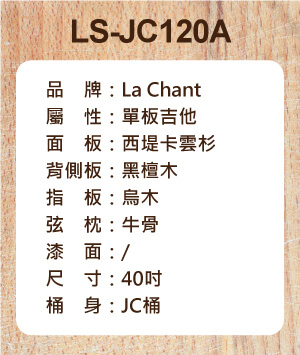 LS-JC120A
品　牌：La Chant
屬　性：單板吉他
面　板：西堤卡雲杉
背側板：黑檀木
指　板：烏木
弦　枕：牛骨
漆　面：/
尺　寸：40吋
桶　身：JC桶